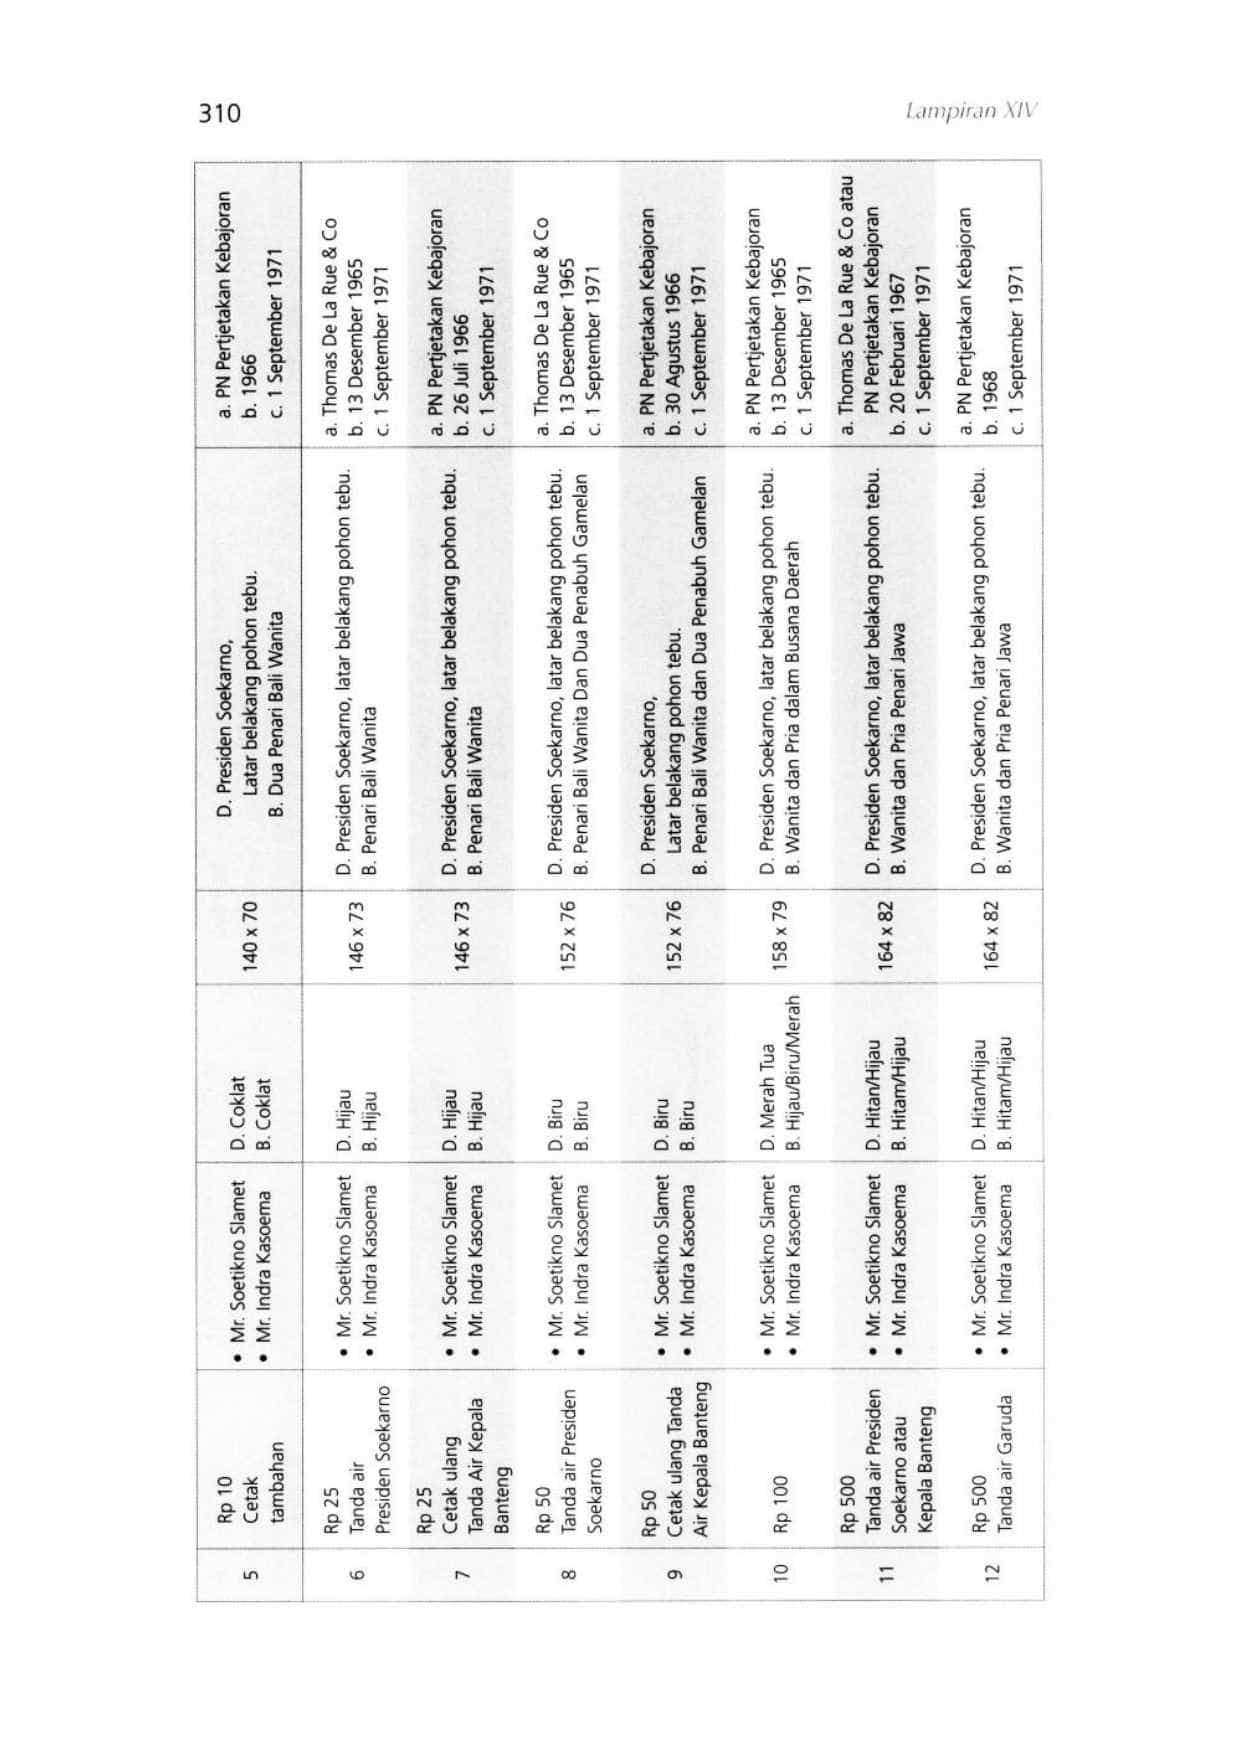 310
Lampiran XIV
5
Rp 10
Cetak
tambahan
• Mr. Soetikno Slamet
• Mr. Indra Kasoema
D. Coklat
B. Coklat
140 x 70
D. Presiden Soekarno,
Latar belakang pohon tebu.
B. Dua Penari Bali Wanita
a. PN Pertjetakan Kebajoran
b. 1966
c. 1 September 1971
6
Rp 25
Tanda air
Presiden Soekarno
• Mr. Soetikno Slamet
• Mr. Indra Kasoema
D. Hijau
B. Hijau
146 x 73
D. Presiden Soekarno, latar belakang pohon tebu.
B. Penari Bali Wanita
a. Thomas De La Rue & Co
b. 13 Desember 1965
c. 1 September 1971
7
Rp 25
Cetak ulang
Tanda Air Kepala
Banteng
• Mr. Soetikno Slamet
• Mr. Indra Kasoema
D. Hijau
B. Hijau
146 x 73
D. Presiden Soekarno, latar belakang pohon tebu.
B. Penari Bali Wanita
a. PN Pertjetakan Kebajoran
b. 26 Juli 1966
c. 1 September 1971
8
Rp 50
Tanda air Presiden
Soekarno
• Mr. Soetikno Slamet
• Mr. Indra Kasoema
D. Biru
B. Biru
152 x 76
D. Presiden Soekarno, latar belakang pohon tebu.
B. Penari Bali Wanita Dan Dua Penabuh Gamelan
a. Thomas De La Rue & Co
b. 13 Desember 1965
c. 1 September 1971
9
Rp 50
Cetak ulang Tanda
Air Kepala Banteng
• Mr. Soetikno Slamet
• Mr. Indra Kasoema
D. Biru
B. Biru
152 x 76
D. Presiden Soekarno,
Latar belakang pohon tebu.
B. Penari Bali Wanita dan Dua Penabuh Gamelan
a. PN Pertjetakan Kebajoran
b. 30 Agustus 1966
c. 1 September 1971
10
Rp 100
• Mr. Soetikno Slamet
• Mr. Indra Kasoema
D. Merah Tua
B. Hijau/Biru/Merah
158 x 79
D. Presiden Soekarno, latar belakang pohon tebu.
B. Wanita dan Pria dalam Busana Daerah
a. PN Pertjetakan Kebajoran
b. 13 Desember 1965
c. 1 September 1971
11
Rp 500
Tanda air Presiden
Soekarno atau
Kepala Banteng
• Mr. Soetikno Slamet
• Mr. Indra Kasoema
D. Hitan/Hijau
B. Hitam/Hijau
164 x 82
D. Presiden Soekarno, latar belakang pohon tebu.
B. Wanita dan Pria Penari Jawa
a. Thomas De La Rue & Co atau
PN Pertjetakan Kebajoran
b. 20 Februari 1967
c. 1 September 1971
12
Rp 500
Tanda air Garuda
• Mr. Soetikno Slamet
• Mr. Indra Kasoema
D. Hitan/Hijau
B. Hitam/Hijau
164 x 82
D. Presiden Soekarno, latar belakang pohon tebu.
B. Wanita dan Pria Penari Jawa
a. PN Pertjetakan Kebajoran
b. 1968
c. 1 September 1971